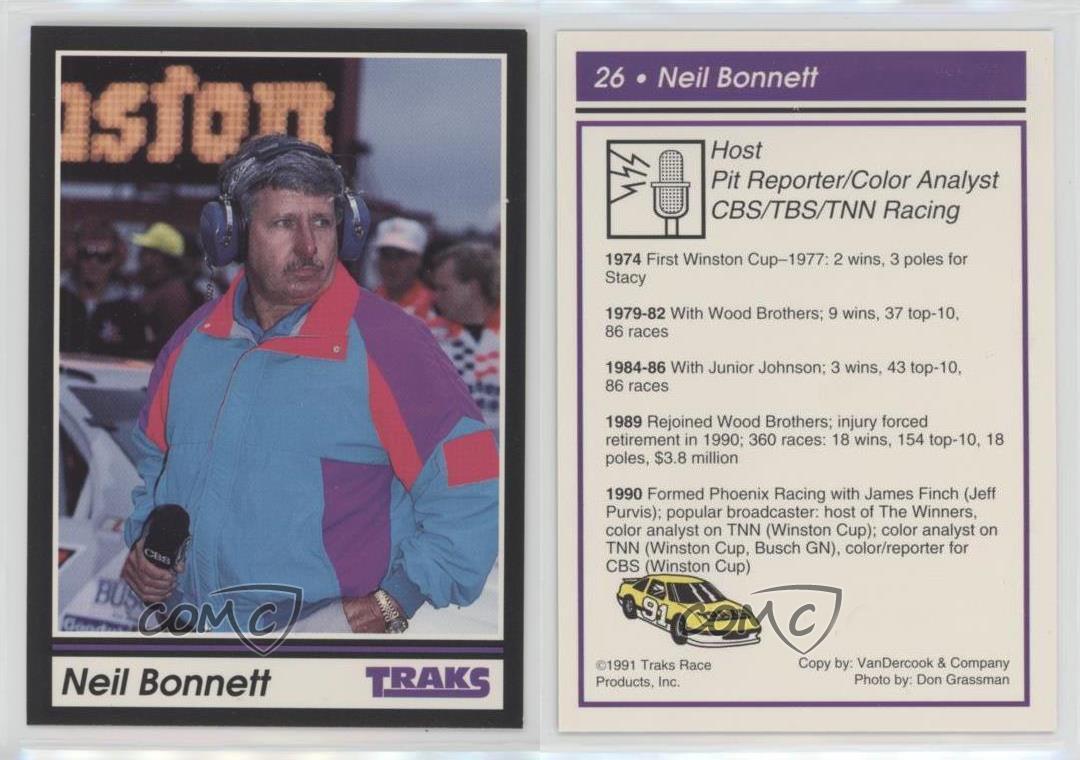 nston
CBS
BUS
Goody
Neil Bonnett
TRAKS
COMC
26 • Neil Bonnett
Host
Pit Reporter/Color Analyst
CBS/TBS/TNN Racing
1974 First Winston Cup–1977: 2 wins, 3 poles for
Stacy
1979-82 With Wood Brothers; 9 wins, 37 top-10,
86 races
1984-86 With Junior Johnson; 3 wins, 43 top-10,
86 races
1989 Rejoined Wood Brothers; injury forced
retirement in 1990; 360 races: 18 wins, 154 top-10, 18
poles, $3.8 million
1990 Formed Phoenix Racing with James Finch (Jeff
Purvis); popular broadcaster: host of The Winners,
color analyst on TNN (Winston Cup); color analyst on
TNN (Winston Cup, Busch GN), color/reporter for
CBS (Winston Cup)
91
COMC
©1991 Traks Race
Products, Inc.
Copy by: VanDercook & Company
Photo by: Don Grassman